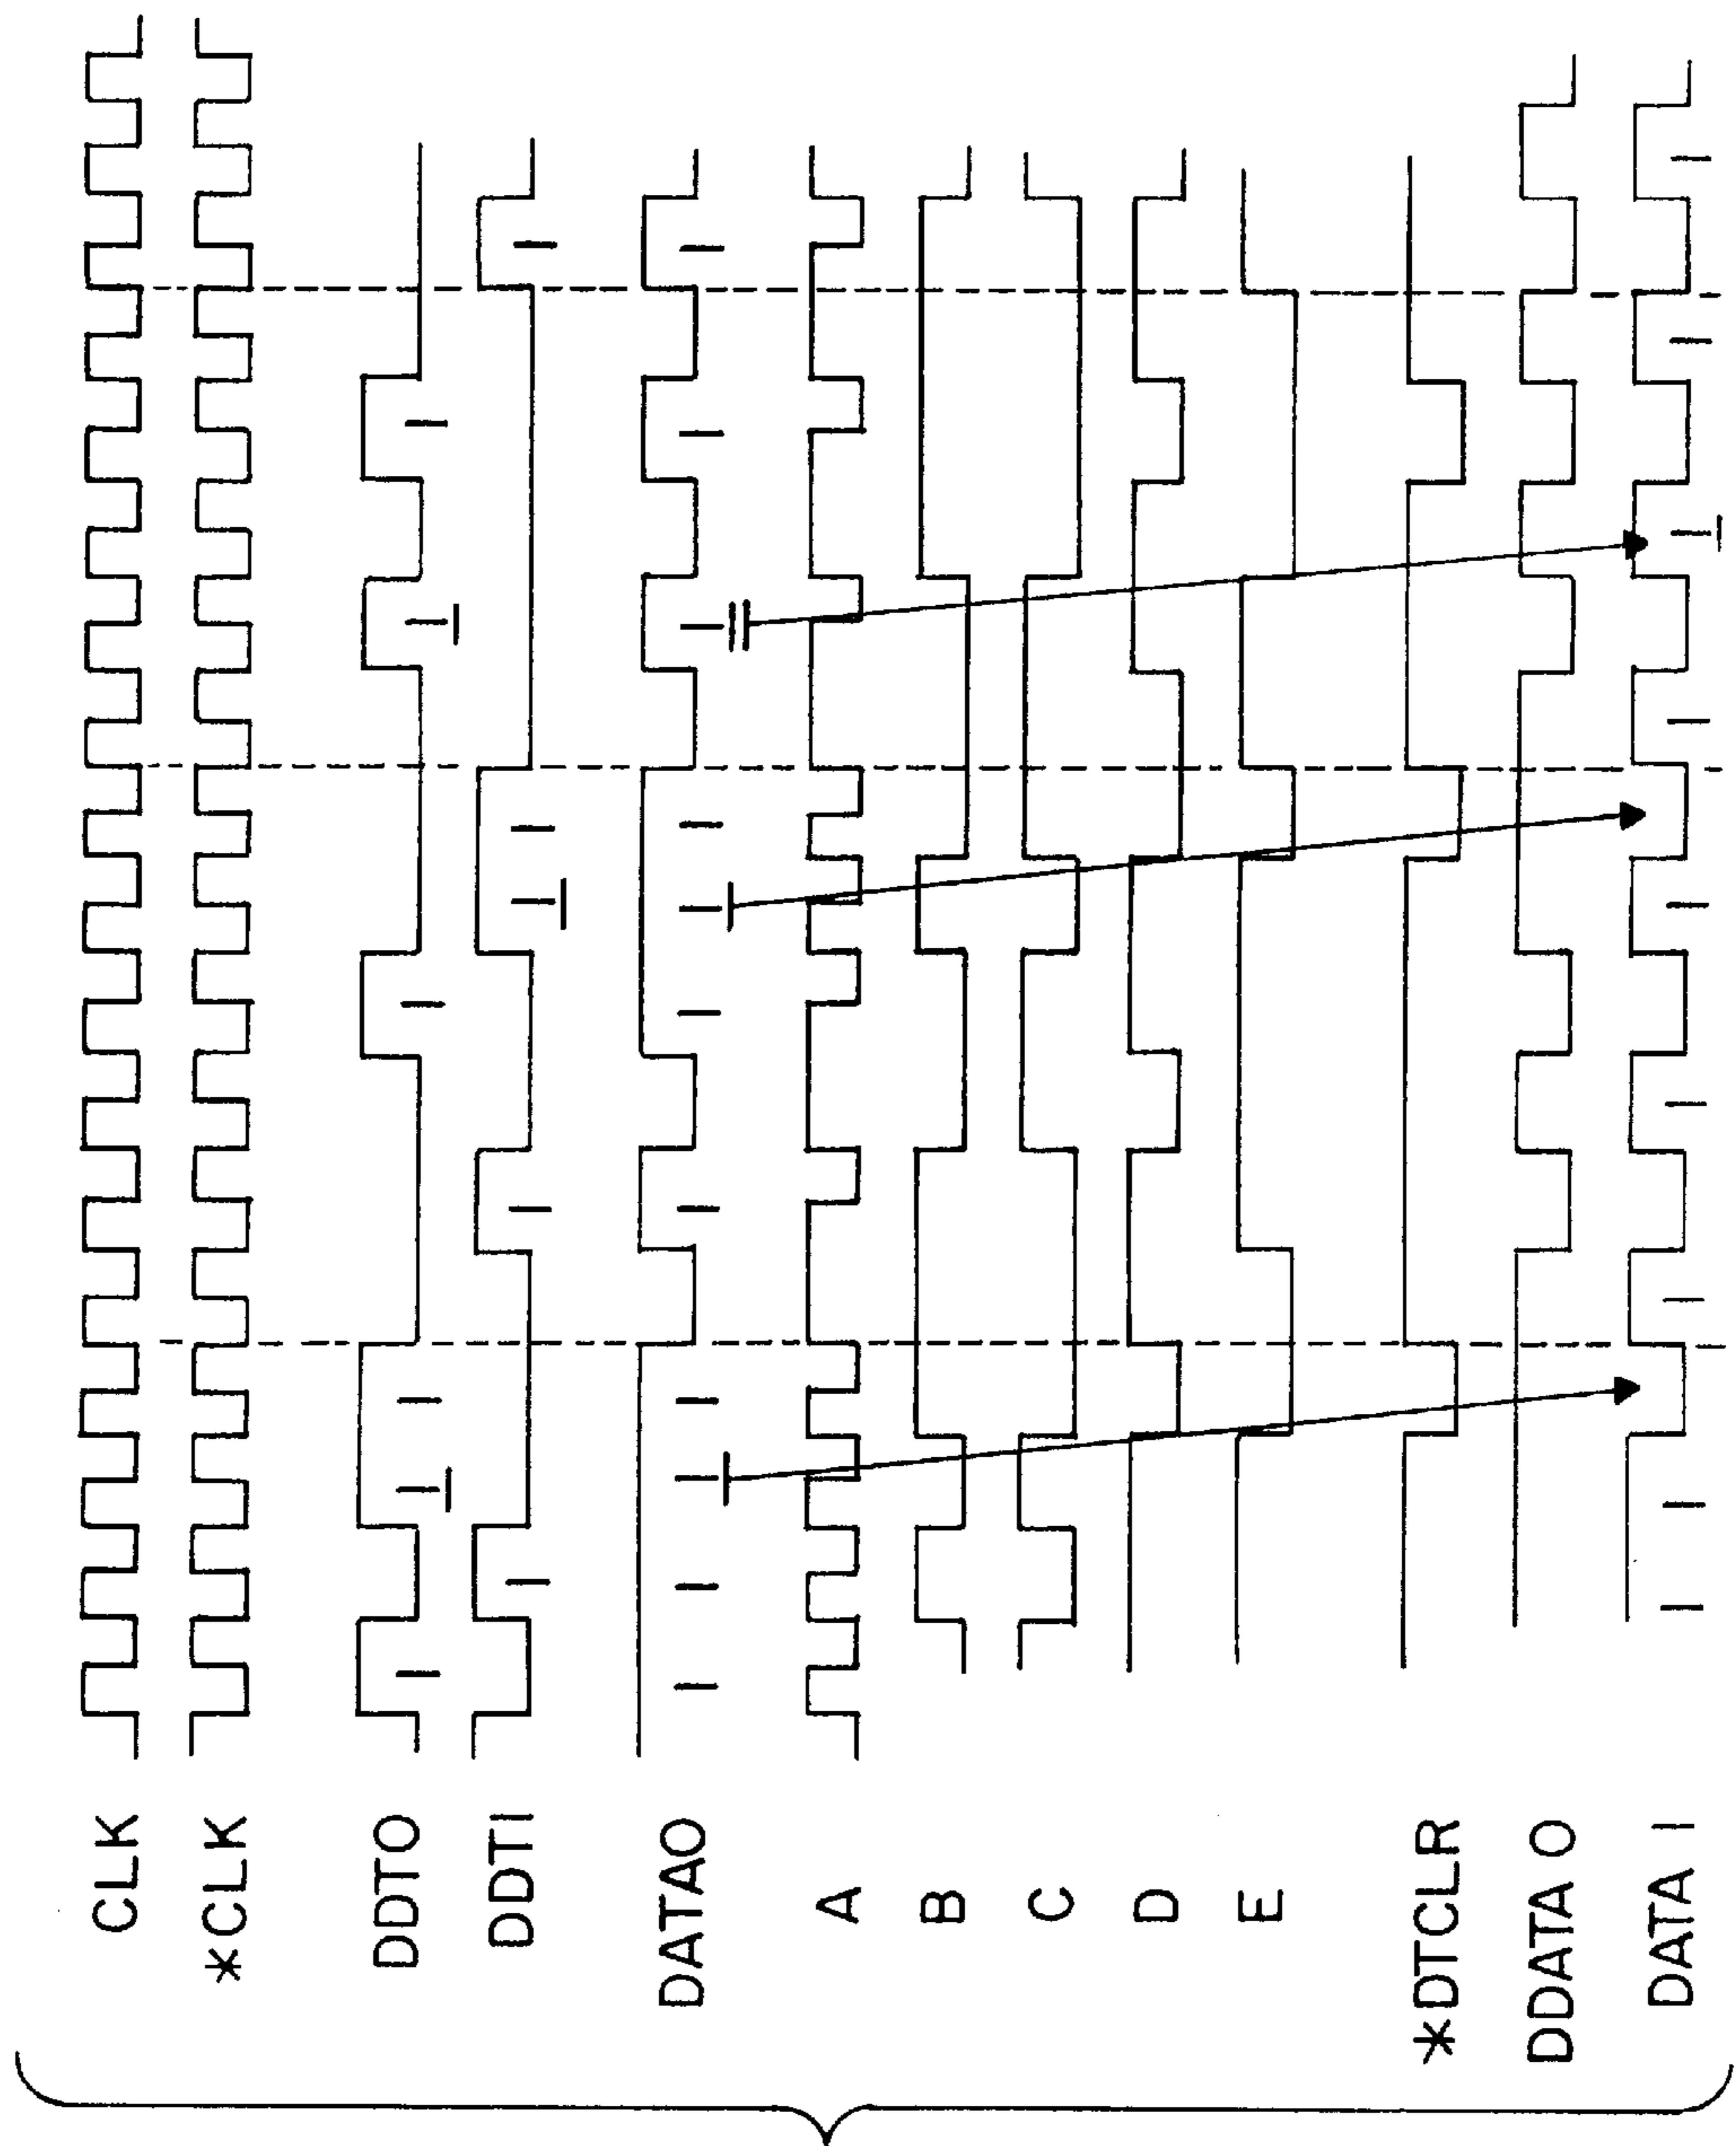 CLK
*CLK
DDTO
DDTI
DATAO
A
B
C
D
E
*DTCLR
DDATA O
DATA I